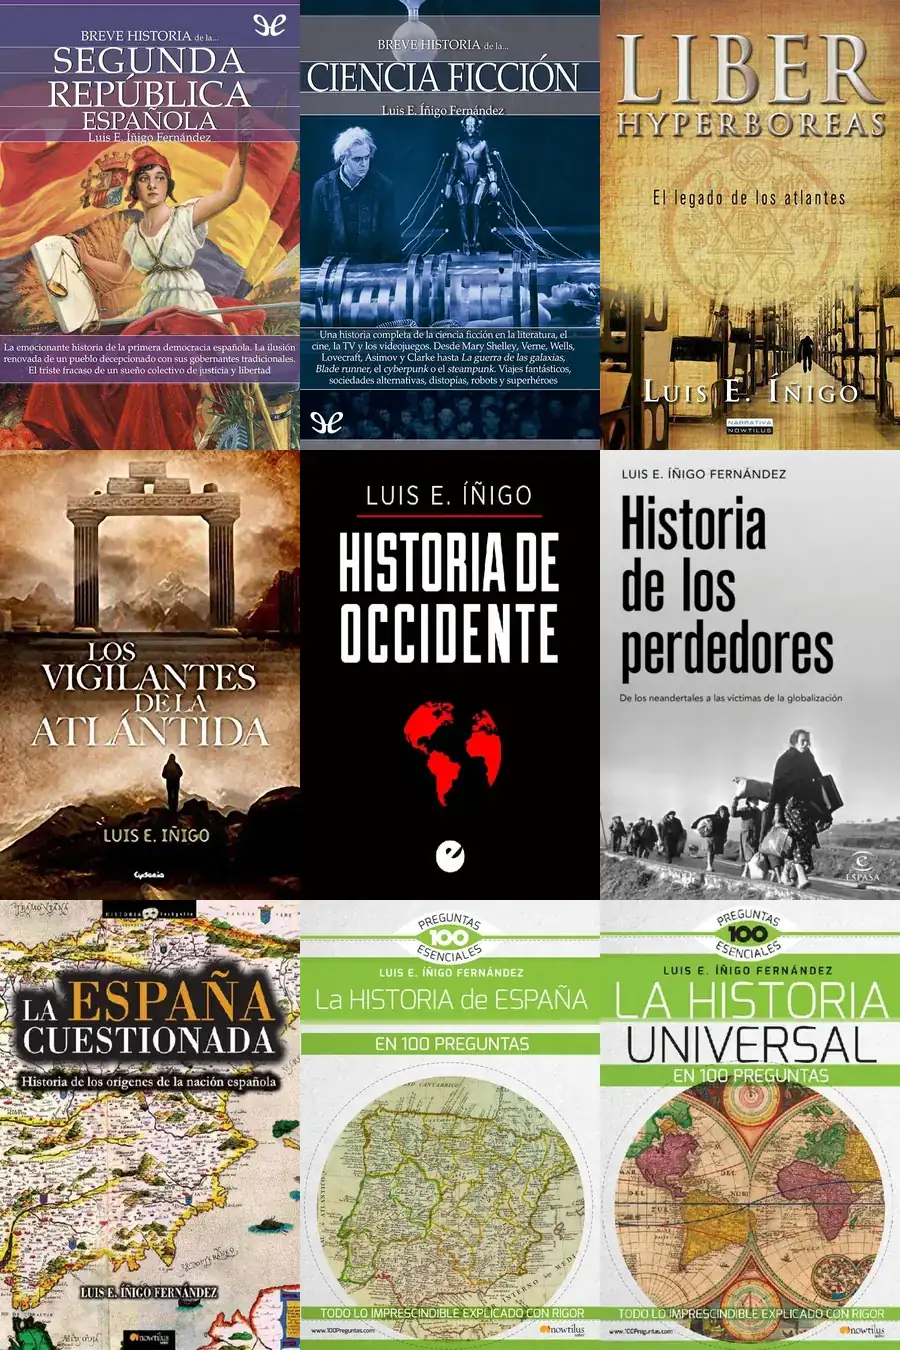 BREVE HISTORIA de la...
SEGUNDA
REPÚBLICA
ESPAÑOLA
Luis E. Íñigo Fernández
La emocionante historia de la primera democracia española. La ilusión
renovada de un pueblo decepcionado con sus gobernantes tradicionales.
El triste fracaso de un sueño colectivo de justicia y libertad
BREVE HISTORIA de la...
CIENCIA FICCIÓN
Luis E. Íñigo Fernández
Una historia completa de la ciencia ficción en la literatura, el
cine, la TV y los videojuegos. Desde Mary Shelley, Verne, Wells,
Lovecraft, Asimov y Clarke hasta La guerra de las galaxias,
Blade runner, el cyberpunk o el steampunk. Viajes fantásticos,
sociedades alternativas, distopías, robots y superhéroes
LIBER
HYPERBOREAS
El legado de los atlantes
LUIS E. ÍÑIGO
NARRATIVA
NOWTILUS
LOS
VIGILANTES
DE LA
ATLÁNTIDA
LUIS E. IÑIGO
Cydonia
LUIS E. ÍÑIGO
HISTORIA DE
OCCIDENTE
e
LUIS E. ÍÑIGO FERNÁNDEZ
Historia
de los
perdedores
De los neandertales a las víctimas de la globalización
ESPASA
HISTORIA Incógnita
LA ESPAÑA
CUESTIONADA
Historia de los orígenes de la nación española
LUIS E. ÍÑIGO FERNÁNDEZ
nowtilus
PREGUNTAS
100
ESENCIALES
LUIS E. ÍÑIGO FERNÁNDEZ
La HISTORIA de ESPAÑA
EN 100 PREGUNTAS
TODO LO IMPRESCINDIBLE EXPLICADO CON RIGOR
www.100Preguntas.com
nowtilus
PREGUNTAS
100
ESENCIALES
LUIS E. ÍÑIGO FERNÁNDEZ
LA HISTORIA
UNIVERSAL
EN 100 PREGUNTAS
TODO LO IMPRESCINDIBLE EXPLICADO CON RIGOR
www.100Preguntas.com
nowtilus